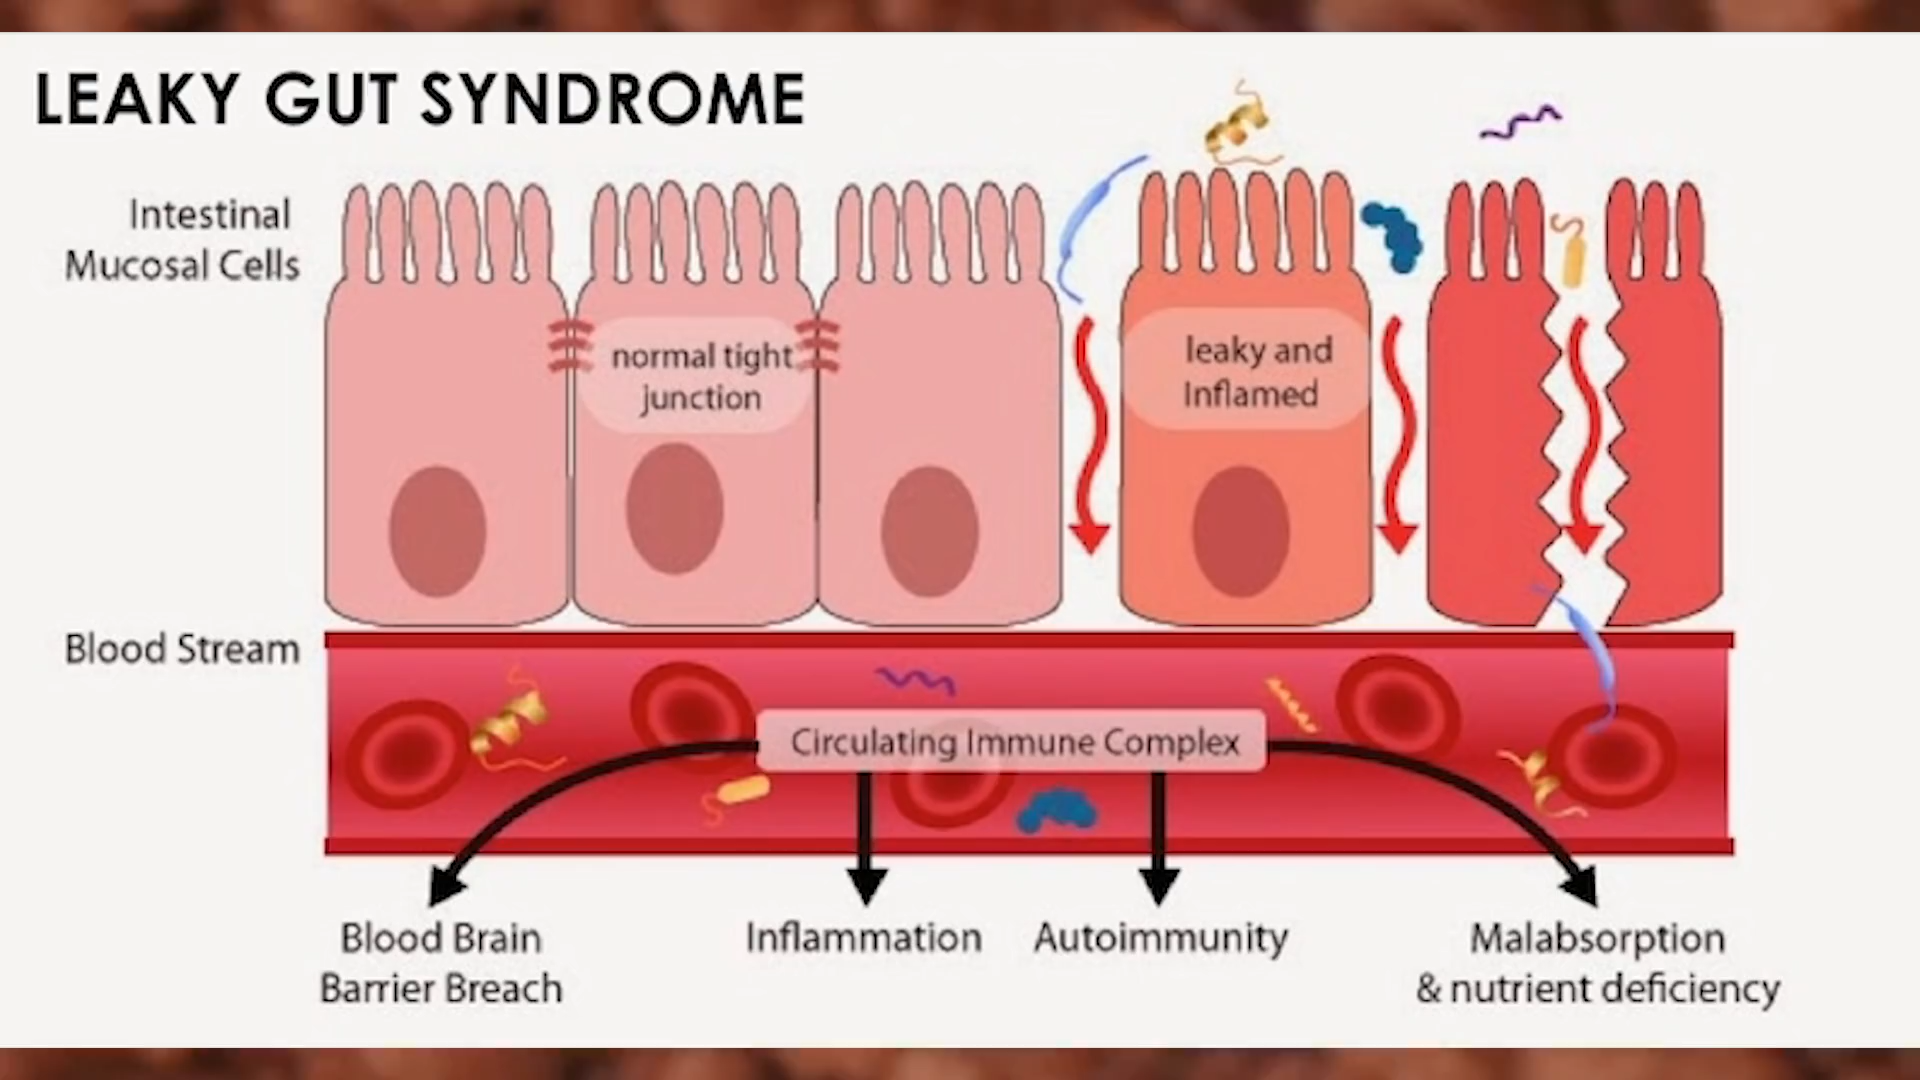 LEAKY GUT SYNDROME
Intestinal
Mucosal Cells
normal tight
junction
leaky and
Inflamed
Blood Stream
Circulating Immune Complex
Blood Brain
Barrier Breach
Inflammation
Autoimmunity
Malabsorption
& nutrient deficiency